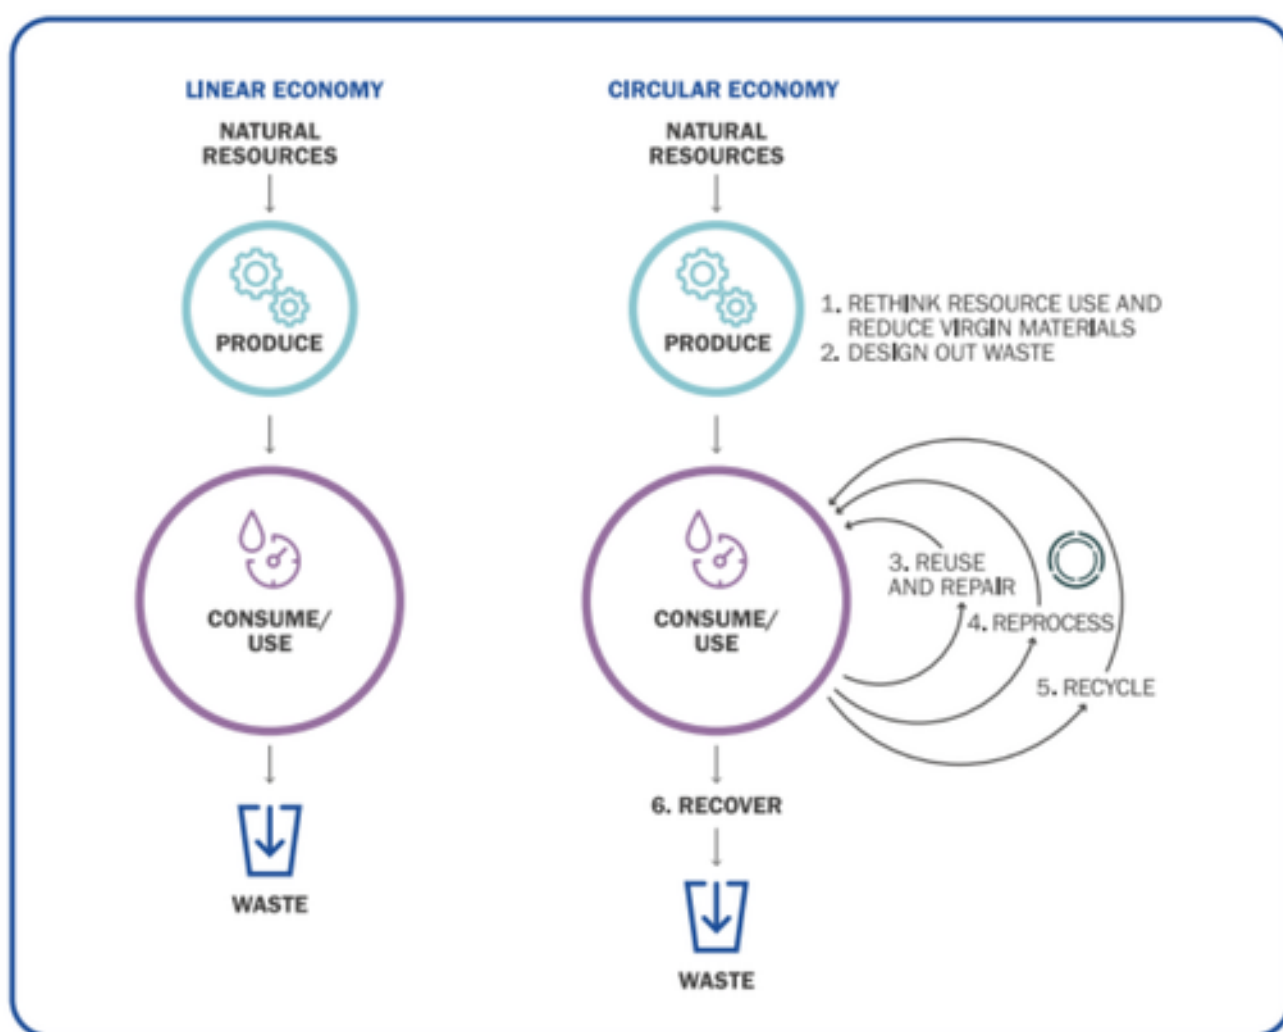 LINEAR ECONOMY
NATURAL
RESOURCES
PRODUCE
CONSUME/
USE
WASTE
CIRCULAR ECONOMY
NATURAL
RESOURCES
PRODUCE
1. RETHINK RESOURCE USE AND
REDUCE VIRGIN MATERIALS
2. DESIGN OUT WASTE
CONSUME/
USE
3. REUSE
AND REPAIR
4. REPROCESS
5. RECYCLE
6. RECOVER
WASTE